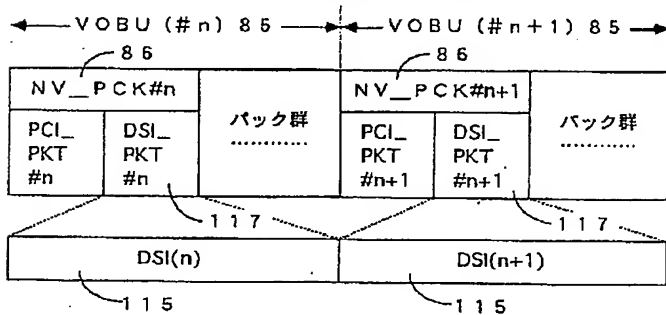 VOBU (#n) 85
VOBU (#n+1) 85
86
86
NV_PCK#n
パック群
............
NV_PCK#n+1
パック群
............
PCI_
PKT
#n
DSI_
PKT
#n
PCI_
PKT
#n+1
DSI_
PKT
#n+1
117
117
DSI(n)
DSI(n+1)
115
115